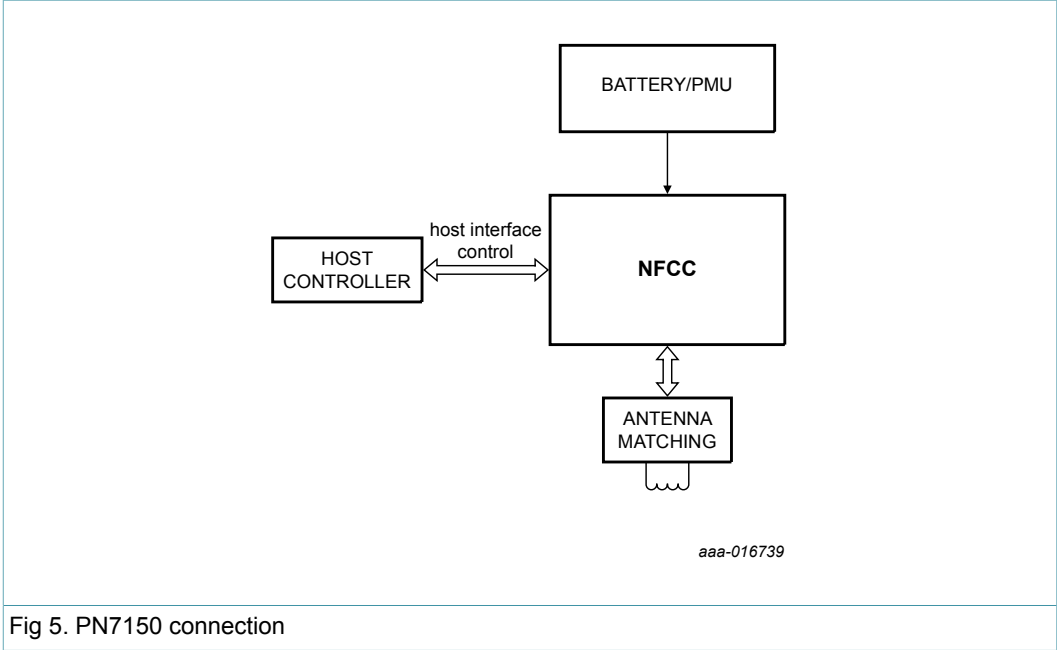 BATTERY/PMU
host interface
control
HOST
CONTROLLER
NFCC
ANTENNA
MATCHING
aaa-016739
Fig 5. PN7150 connection